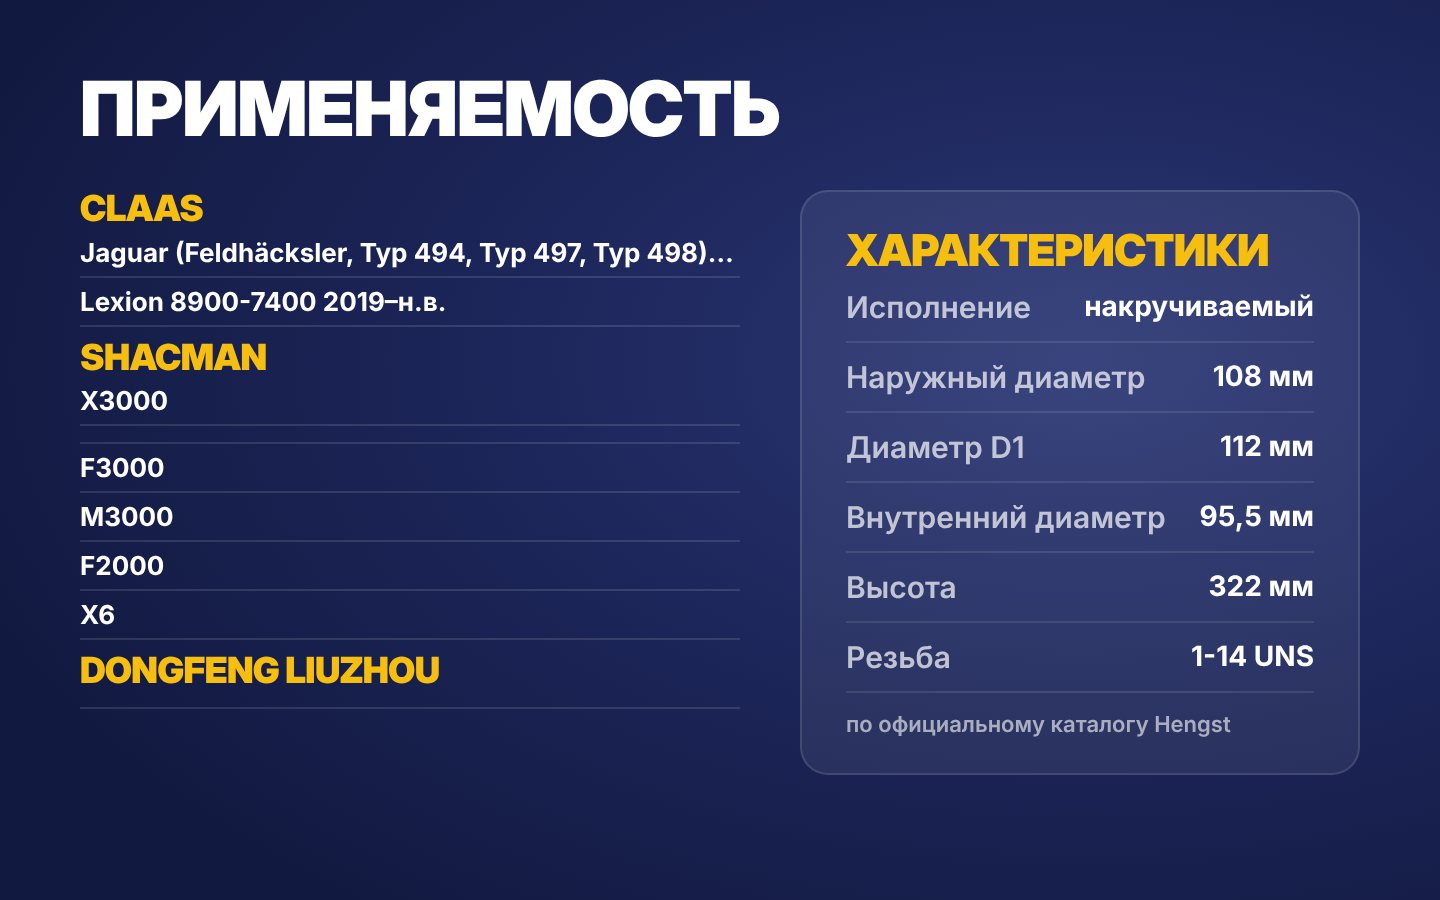 ПРИМЕНЯЕМОСТЬ
CLAAS
Jaguar (Feldhäcksler, Typ 494, Typ 497, Typ 498)...
Lexion 8900-7400 2019–н.в.
SHACMAN
X3000
F3000
M3000
F2000
X6
DONGFENG LIUZHOU
ХАРАКТЕРИСТИКИ
Исполнение накручиваемый
Наружный диаметр 108 мм
Диаметр D1 112 мм
Внутренний диаметр 95,5 мм
Высота 322 мм
Резьба 1-14 UNS
по официальному каталогу Hengst